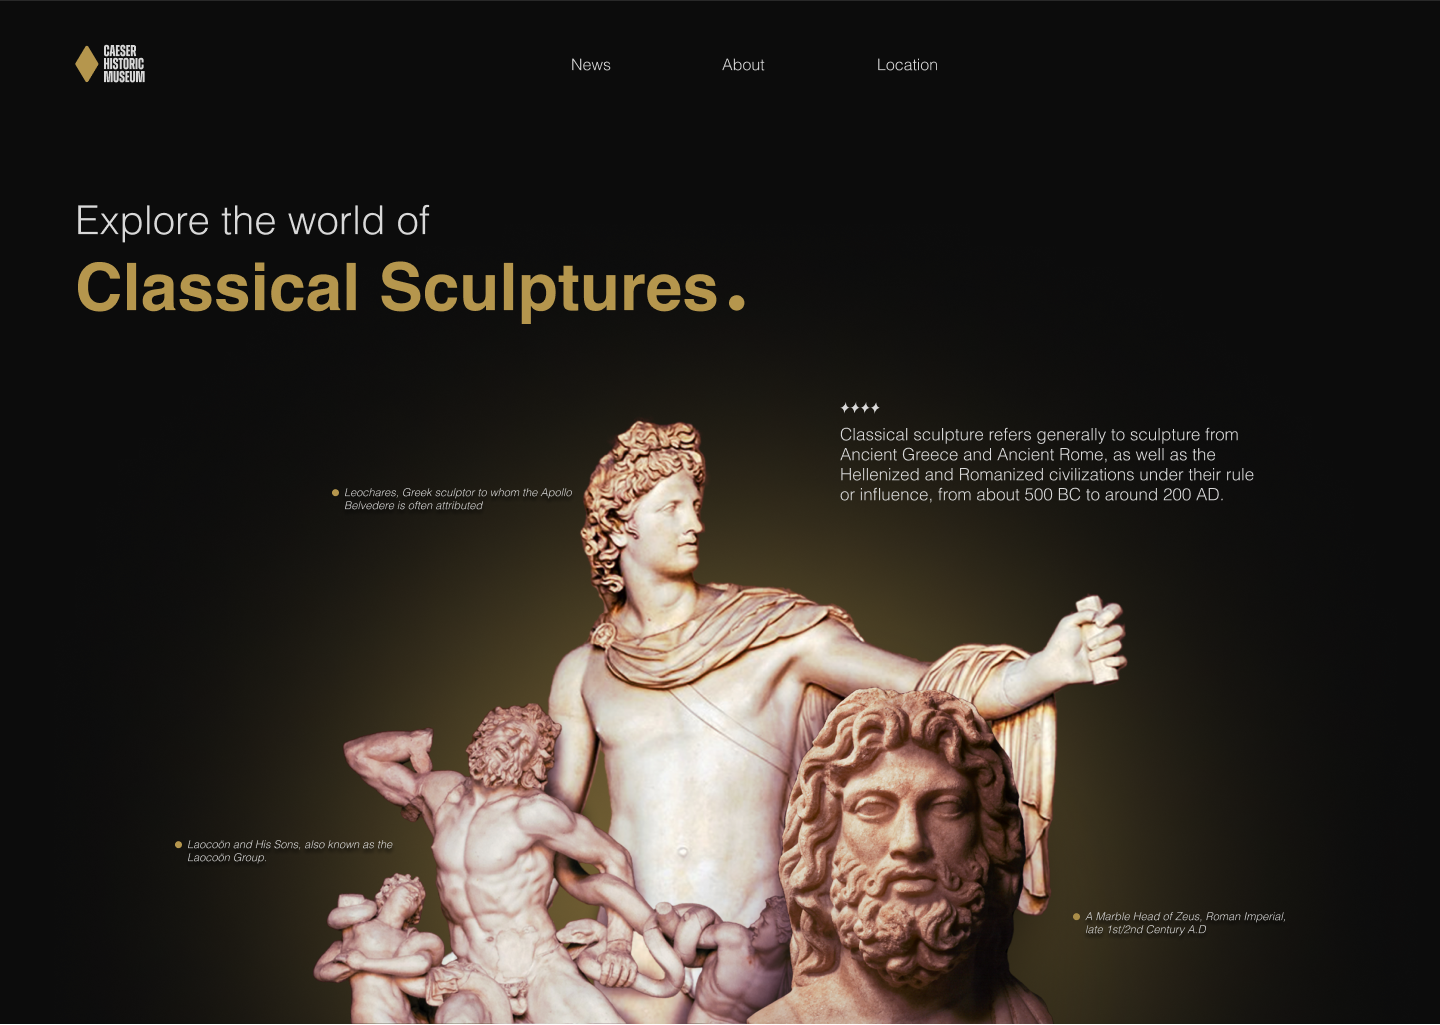 CAESER
HISTORIC
MUSEUM
News
About
Location
Explore the world of
Classical Sculptures.
Classical sculpture refers generally to sculpture from
Ancient Greece and Ancient Rome, as well as the
Hellenized and Romanized civilizations under their rule
or influence, from about 500 BC to around 200 AD.
Leochares, Greek sculptor to whom the Apollo
Belvedere is often attributed
Laocoön and His Sons, also known as the
Laocoön Group.
A Marble Head of Zeus, Roman Imperial,
late 1st/2nd Century A.D